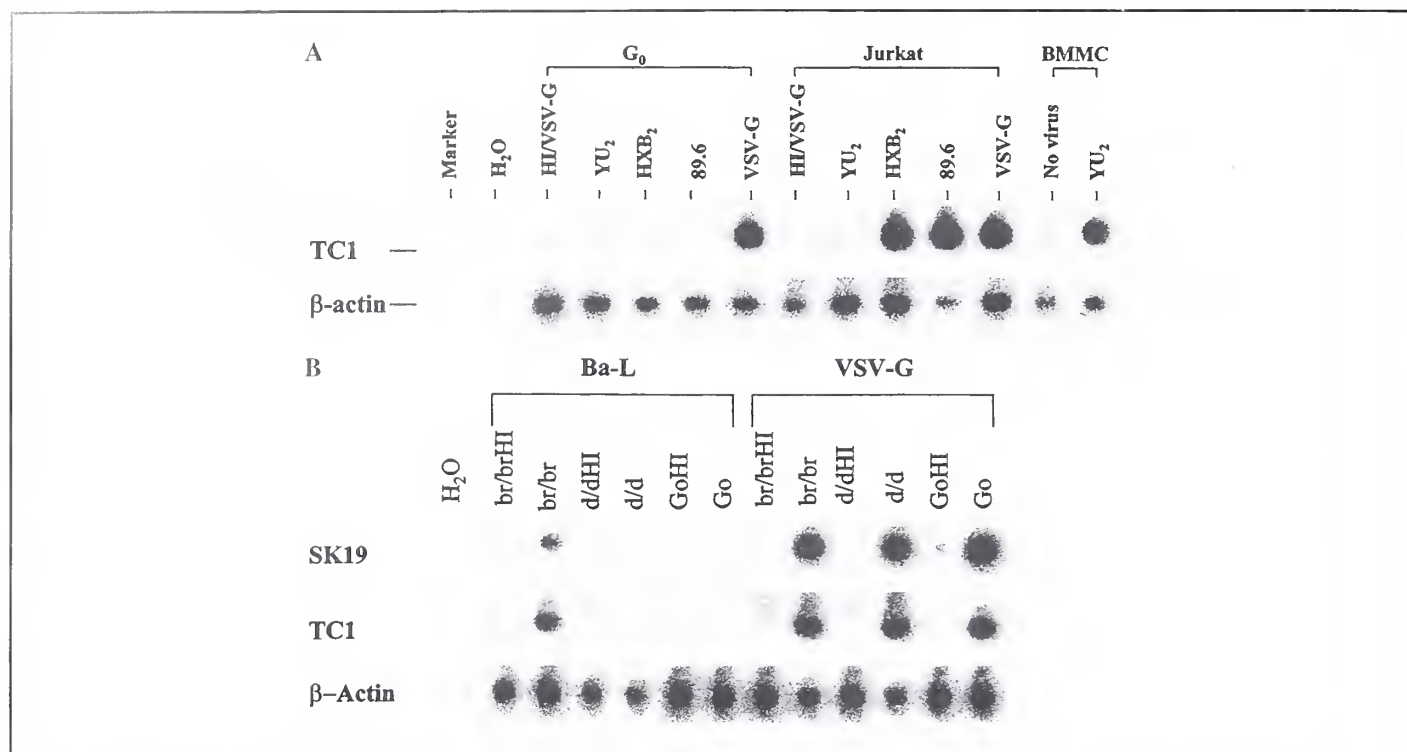 A
G₀ Jurkat BMMC
– Marker
– H₂O
– HI/VSV-G
– YU₂
– HXB₂
– 89.6
– VSV-G
– HI/VSV-G
– YU₂
– HXB₂
– 89.6
– VSV-G
– No virus
– YU₂
TC1 —
β-actin —
B
Ba-L VSV-G
H₂O
br/brHI
br/br
d/dHI
d/d
GoHI
Go
br/brHI
br/br
d/dHI
d/d
GoHI
Go
SK19
TC1
β–Actin